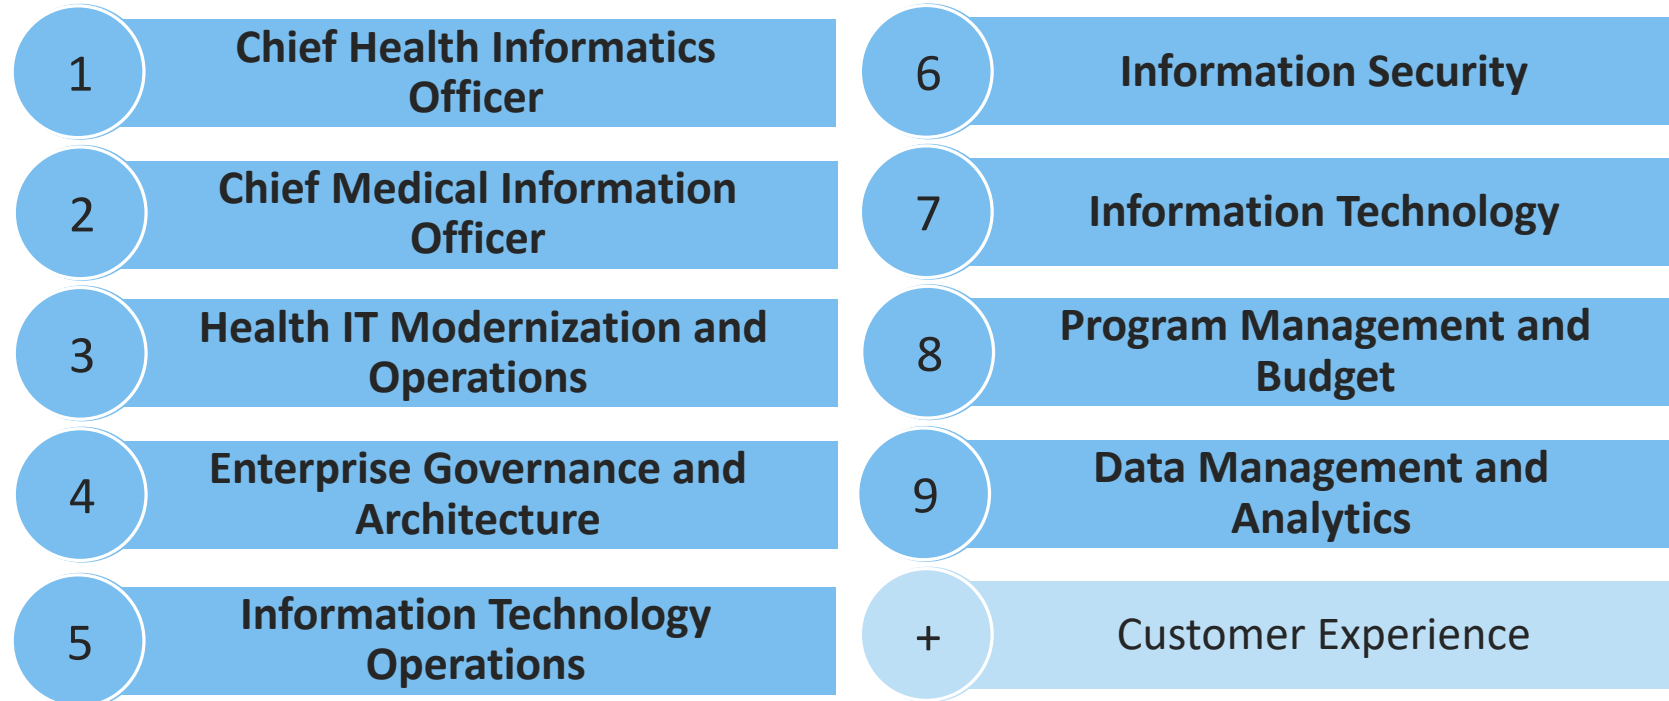 1
Chief Health Informatics
Officer
2
Chief Medical Information
Officer
3
Health IT Modernization and
Operations
4
Enterprise Governance and
Architecture
5
Information Technology
Operations
6
Information Security
7
Information Technology
8
Program Management and
Budget
9
Data Management and
Analytics
+
Customer Experience